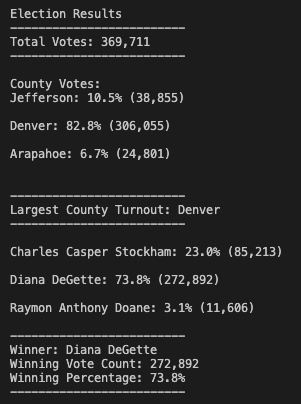 Election Results
-------------------------
Total Votes: 369,711
-------------------------
County Votes:
Jefferson: 10.5% (38,855)
Denver: 82.8% (306,055)
Arapahoe: 6.7% (24,801)
-------------------------
Largest County Turnout: Denver
-------------------------
Charles Casper Stockham: 23.0% (85,213)
Diana DeGette: 73.8% (272,892)
Raymon Anthony Doane: 3.1% (11,606)
-------------------------
Winner: Diana DeGette
Winning Vote Count: 272,892
Winning Percentage: 73.8%
-------------------------